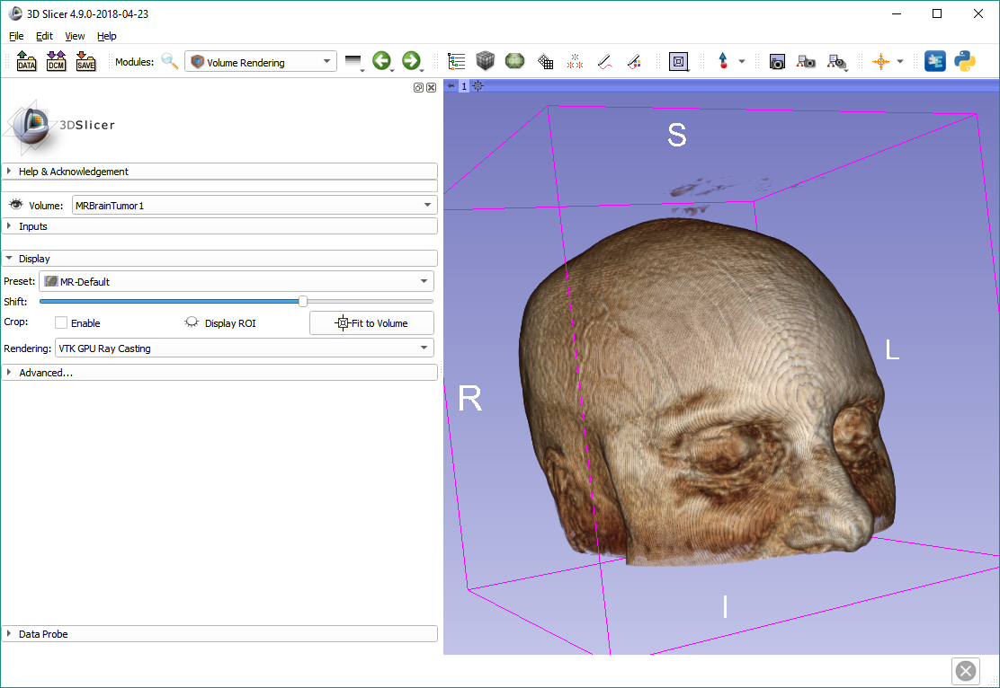 3D Slicer 4.9.0-2018-04-23
File Edit View Help
DATA DCM SAVE Modules: Volume Rendering
1
3DSlicer
Help & Acknowledgement
Volume: MRBrainTumor1
Inputs
Display
Preset: MR-Default
Shift:
Crop: Enable Display ROI Fit to Volume
Rendering: VTK GPU Ray Casting
Advanced...
Data Probe
S
L
R
I